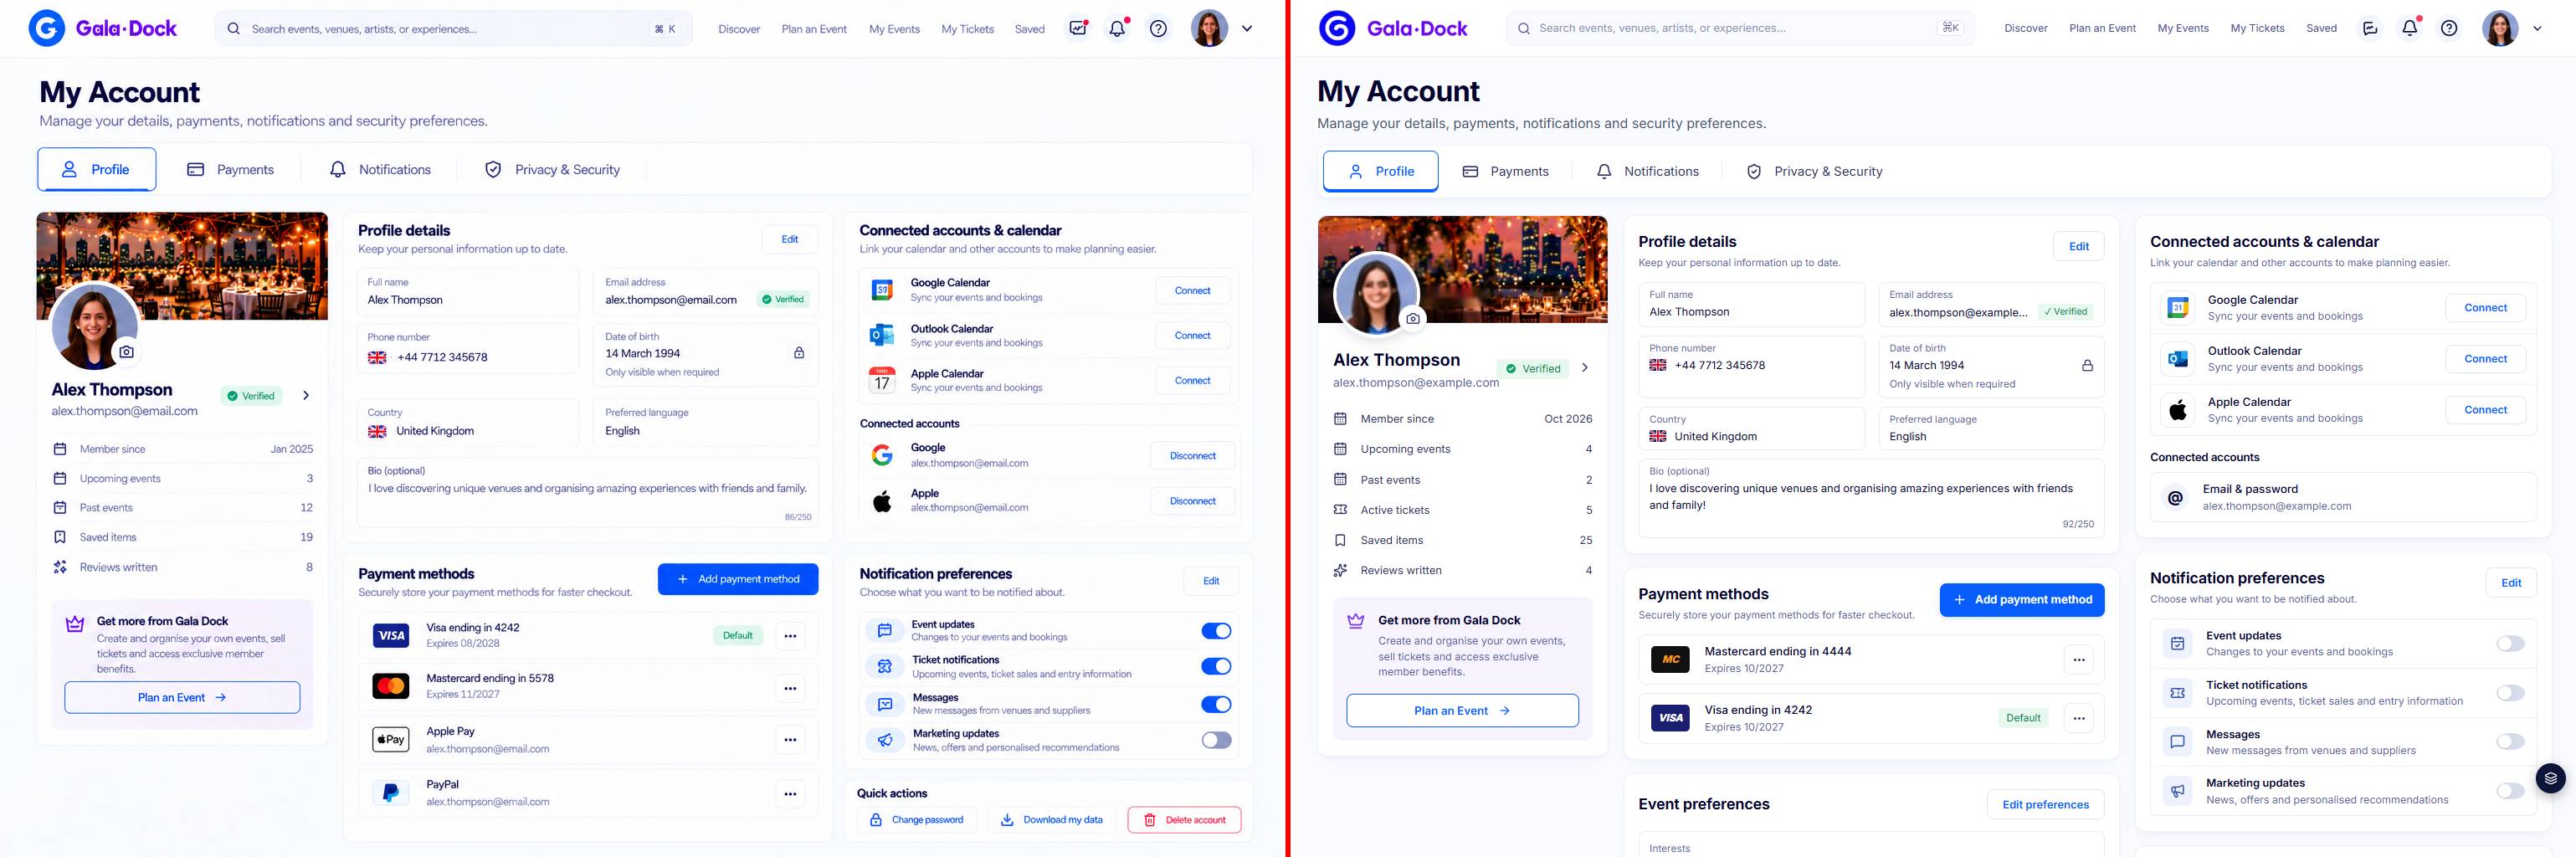 Gala·Dock
Search events, venues, artists, or experiences...
⌘ K
Discover
Plan an Event
My Events
My Tickets
Saved
My Account
Manage your details, payments, notifications and security preferences.
Profile
Payments
Notifications
Privacy & Security
Alex Thompson
alex.thompson@email.com
Verified
Member since
Jan 2025
Upcoming events
3
Past events
12
Saved items
19
Reviews written
8
Get more from Gala Dock
Create and organise your own events, sell
tickets and access exclusive member
benefits.
Plan an Event
Profile details
Keep your personal information up to date.
Edit
Full name
Alex Thompson
Email address
alex.thompson@email.com
Verified
Phone number
+44 7712 345678
Date of birth
14 March 1994
Only visible when required
Country
United Kingdom
Preferred language
English
Bio (optional)
I love discovering unique venues and organising amazing experiences with friends and family.
86/250
Payment methods
Securely store your payment methods for faster checkout.
Add payment method
VISA
Visa ending in 4242
Expires 08/2028
Default
Mastercard ending in 5578
Expires 11/2027
Pay
Apple Pay
alex.thompson@email.com
PayPal
alex.thompson@email.com
Connected accounts & calendar
Link your calendar and other accounts to make planning easier.
Google Calendar
Sync your events and bookings
Connect
Outlook Calendar
Sync your events and bookings
Connect
17
Apple Calendar
Sync your events and bookings
Connect
Connected accounts
Google
alex.thompson@email.com
Disconnect
Apple
alex.thompson@email.com
Disconnect
Notification preferences
Choose what you want to be notified about.
Edit
Event updates
Changes to your events and bookings
Ticket notifications
Upcoming events, ticket sales and entry information
Messages
New messages from venues and suppliers
Marketing updates
News, offers and personalised recommendations
Quick actions
Change password
Download my data
Delete account
Gala·Dock
Search events, venues, artists, or experiences...
⌘K
Discover
Plan an Event
My Events
My Tickets
Saved
My Account
Manage your details, payments, notifications and security preferences.
Profile
Payments
Notifications
Privacy & Security
Alex Thompson
alex.thompson@example.com
Verified
Member since
Oct 2026
Upcoming events
4
Past events
2
Active tickets
5
Saved items
25
Reviews written
4
Get more from Gala Dock
Create and organise your own events,
sell tickets and access exclusive
member benefits.
Plan an Event
Profile details
Keep your personal information up to date.
Edit
Full name
Alex Thompson
Email address
alex.thompson@example...
✓ Verified
Phone number
+44 7712 345678
Date of birth
14 March 1994
Only visible when required
Country
United Kingdom
Preferred language
English
Bio (optional)
I love discovering unique venues and organising amazing experiences with friends
and family!
92/250
Payment methods
Securely store your payment methods for faster checkout.
Add payment method
MC
Mastercard ending in 4444
Expires 10/2027
VISA
Visa ending in 4242
Expires 10/2027
Default
Event preferences
Edit preferences
Interests
Connected accounts & calendar
Link your calendar and other accounts to make planning easier.
31
Google Calendar
Sync your events and bookings
Connect
Outlook Calendar
Sync your events and bookings
Connect
Apple Calendar
Sync your events and bookings
Connect
Connected accounts
@
Email & password
alex.thompson@example.com
Notification preferences
Choose what you want to be notified about.
Edit
Event updates
Changes to your events and bookings
Ticket notifications
Upcoming events, ticket sales and entry information
Messages
New messages from venues and suppliers
Marketing updates
News, offers and personalised recommendations